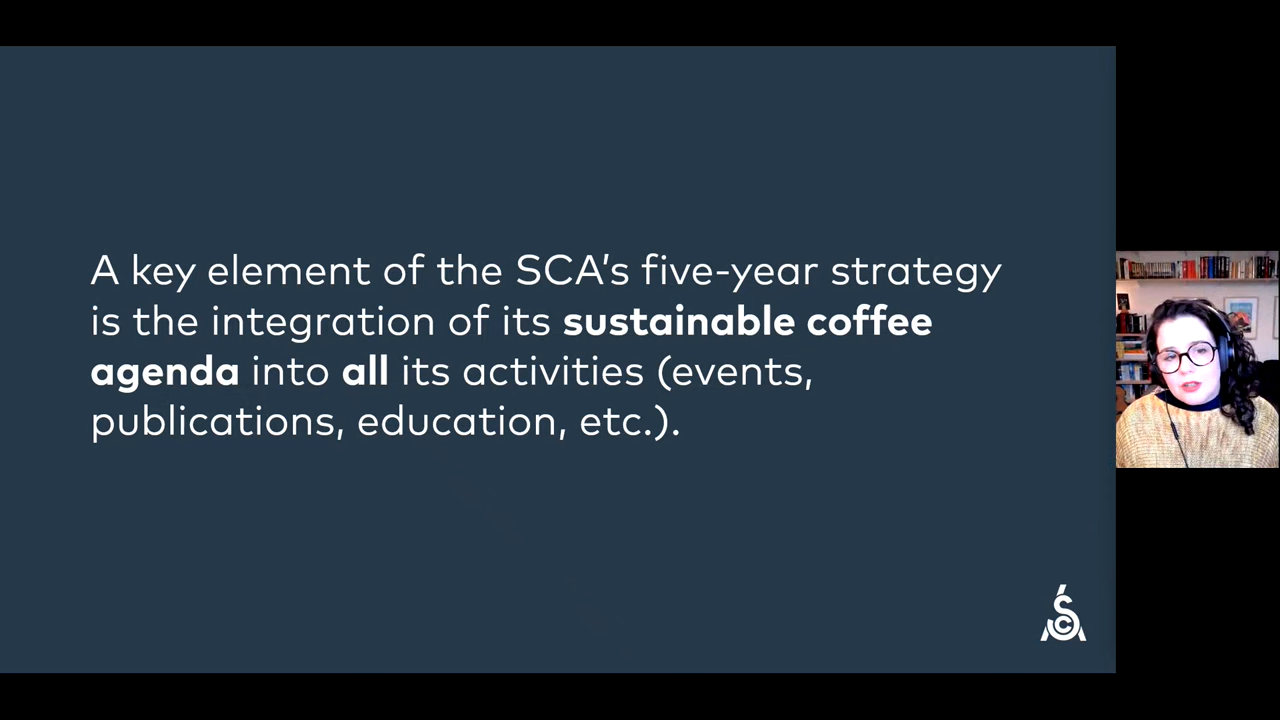 A key element of the SCA's five-year strategy
is the integration of its sustainable coffee
agenda into all its activities (events,
publications, education, etc.).
SCA